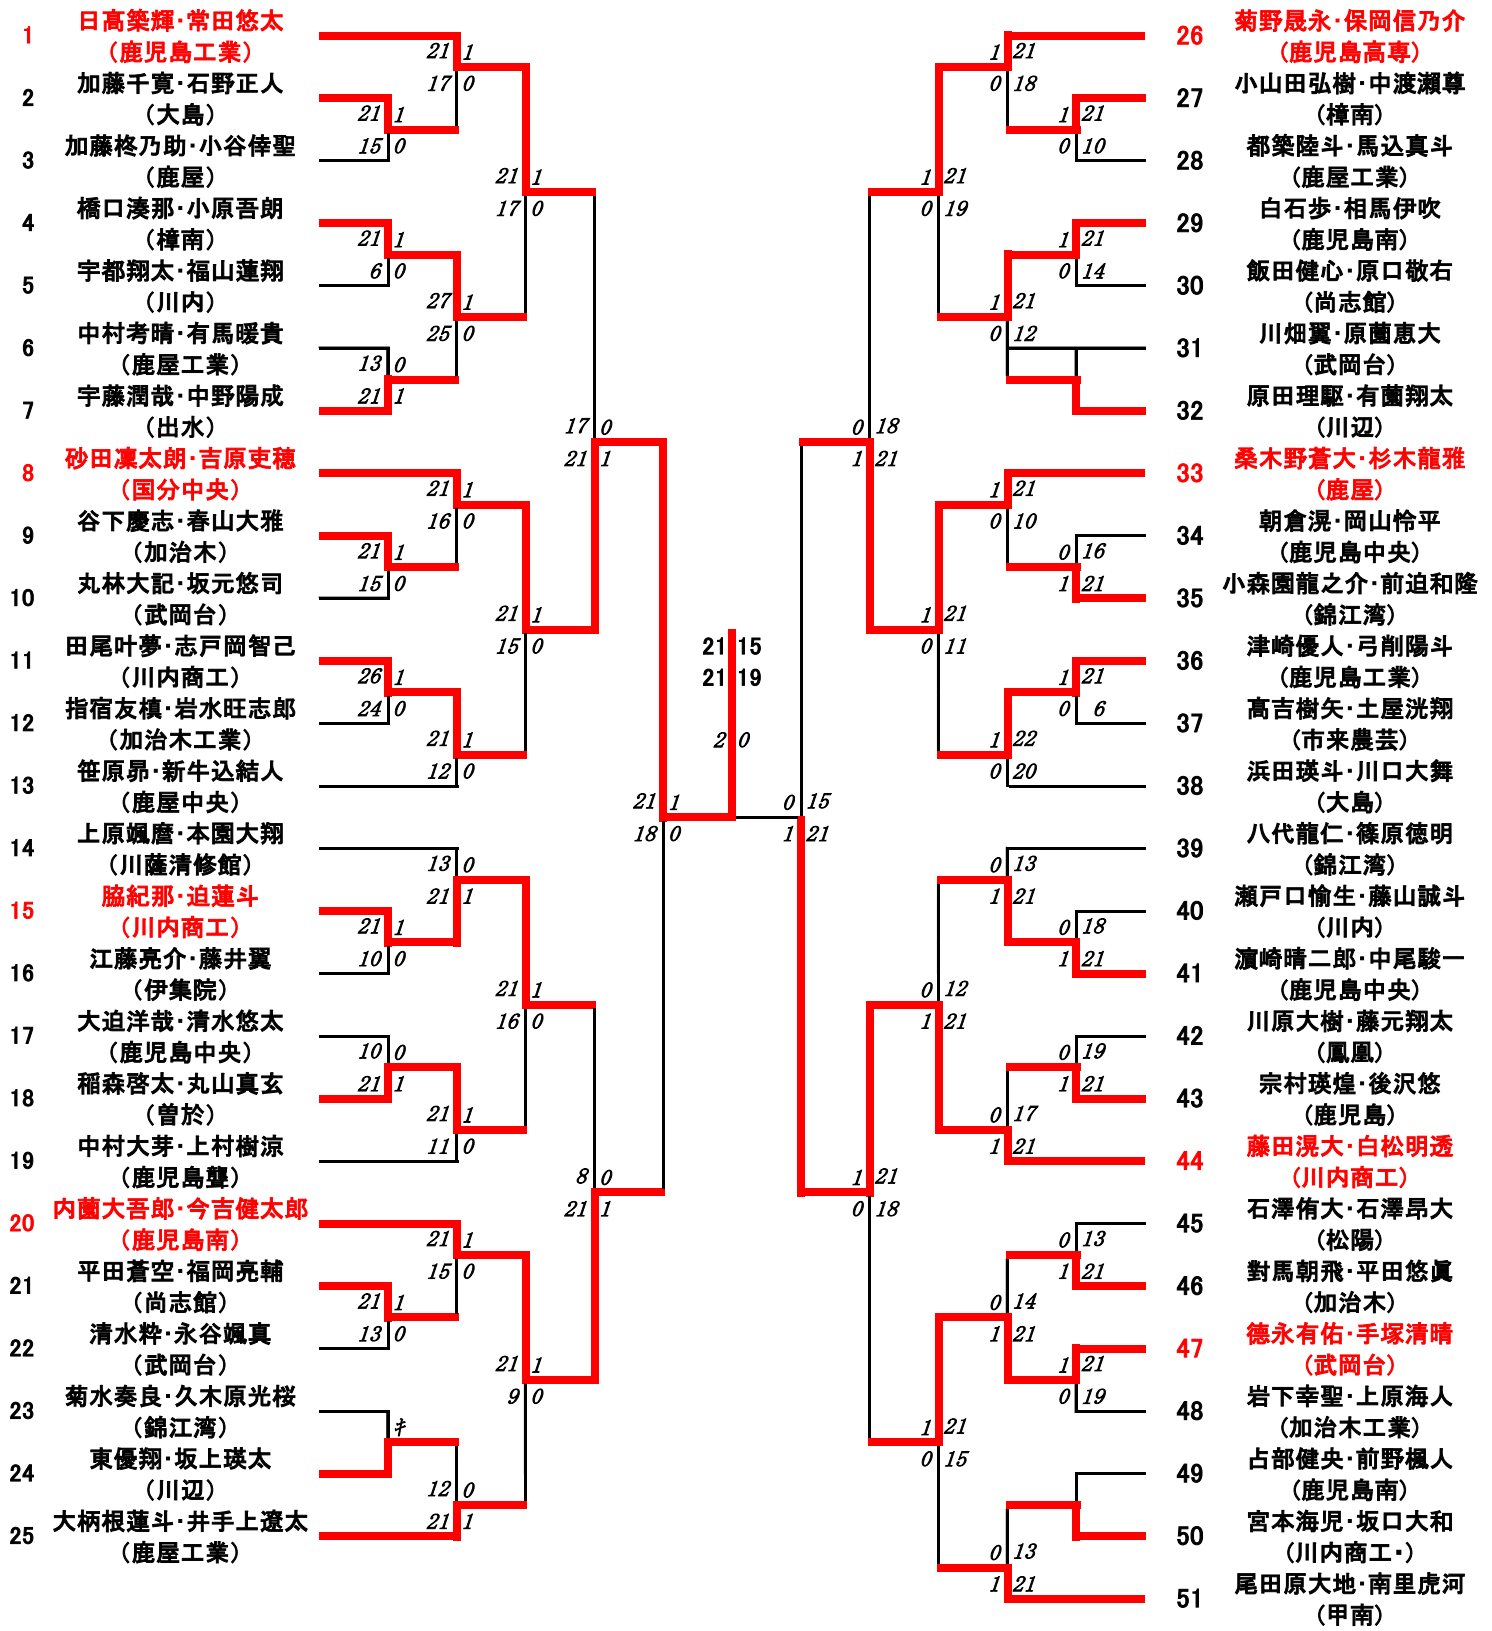 1 日高築輝・常田悠太
(鹿児島工業)
2 加藤千寛・石野正人
(大島)
3 加藤柊乃助・小谷倖聖
(鹿屋)
4 橋口湊那・小原吾朗
(樟南)
5 宇都翔太・福山蓮翔
(川内)
6 中村考晴・有馬暖貴
(鹿屋工業)
7 宇藤潤哉・中野陽成
(出水)
8 砂田凜太朗・吉原吏穂
(国分中央)
9 谷下慶志・春山大雅
(加治木)
10 丸林大記・坂元悠司
(武岡台)
11 田尾叶夢・志戸岡智己
(川内商工)
12 指宿友槙・岩水旺志郎
(加治木工業)
13 笹原昴・新牛込結人
(鹿屋中央)
14 上原颯麿・本園大翔
(川薩清修館)
15 脇紀那・迫蓮斗
(川内商工)
16 江藤亮介・藤井翼
(伊集院)
17 大迫洋哉・清水悠太
(鹿児島中央)
18 稲森啓太・丸山真玄
(曽於)
19 中村大芽・上村樹涼
(鹿児島聾)
20 内薗大吾郎・今吉健太郎
(鹿児島南)
21 平田蒼空・福岡亮輔
(尚志館)
22 清水粋・永谷颯真
(武岡台)
23 菊水奏良・久木原光桜
(錦江湾)
24 東優翔・坂上瑛太
(川辺)
25 大柄根蓮斗・井手上遼太
(鹿屋工業)
21 1
17 0
21 1
15 0
21 1
17 0
21 1
6 0
27 1
25 0
13 0
21 1
17 0
21 1
21 1
16 0
21 1
15 0
21 1
15 0
26 1
24 0
21 1
12 0
21 1
18 0
13 0
21 1
21 1
10 0
21 1
16 0
10 0
21 1
21 1
11 0
8 0
21 1
21 1
15 0
21 1
13 0
21 1
9 0
キ
12 0
21 1
21 15
21 19
2 0
26 菊野晟永・保岡信乃介
(鹿児島高専)
27 小山田弘樹・中渡瀨尊
(樟南)
28 都築陸斗・馬込真斗
(鹿屋工業)
29 白石歩・相馬伊吹
(鹿児島南)
30 飯田健心・原口敬右
(尚志館)
31 川畑翼・原薗恵大
(武岡台)
32 原田理駆・有薗翔太
(川辺)
33 桑木野蒼大・杉木龍雅
(鹿屋)
34 朝倉滉・岡山怜平
(鹿児島中央)
35 小森園龍之介・前迫和隆
(錦江湾)
36 津崎優人・弓削陽斗
(鹿児島工業)
37 髙吉樹矢・土屋洸翔
(市来農芸)
38 浜田瑛斗・川口大舞
(大島)
39 八代龍仁・篠原徳明
(錦江湾)
40 瀬戸口愉生・藤山誠斗
(川内)
41 濵崎晴二郎・中尾駿一
(鹿児島中央)
42 川原大樹・藤元翔太
(鳳凰)
43 宗村瑛煌・後沢悠
(鹿児島)
44 藤田滉大・白松明透
(川内商工)
45 石澤侑大・石澤昂大
(松陽)
46 對馬朝飛・平田悠眞
(加治木)
47 德永有佑・手塚清晴
(武岡台)
48 岩下幸聖・上原海人
(加治木工業)
49 占部健央・前野楓人
(鹿児島南)
50 宮本海児・坂口大和
(川内商工・)
51 尾田原大地・南里虎河
(甲南)
1 21
0 18
1 21
0 10
1 21
0 19
1 21
0 14
1 21
0 12
0 18
1 21
1 21
0 10
0 16
1 21
1 21
0 11
1 21
0 6
1 22
0 20
0 15
1 21
0 13
1 21
0 18
1 21
0 12
1 21
0 19
1 21
0 17
1 21
1 21
0 18
0 13
1 21
0 14
1 21
1 21
0 19
1 21
0 15
0 13
1 21